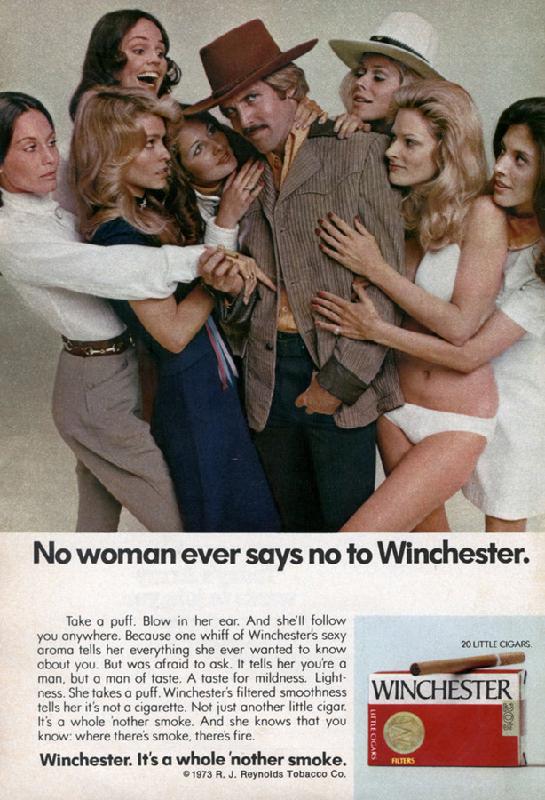 No woman ever says no to Winchester.
Take a puff. Blow in her ear. And she'll follow
you anywhere. Because one whiff of Winchester's sexy
aroma tells her everything she ever wanted to know
about you. But was afraid to ask. It tells her you're a
man, but a man of taste. A taste for mildness. Light-
ness. She takes a puff. Winchester's filtered smoothness
tells her it's not a cigarette. Not just another little cigar.
It's a whole 'nother smoke. And she knows that you
know: where there's smoke, there's fire.
Winchester. It's a whole 'nother smoke.
© 1973 R. J. Reynolds Tobacco Co.
20 LITTLE CIGARS.
WINCHESTER
LITTLE CIGARS
20's
FILTERS